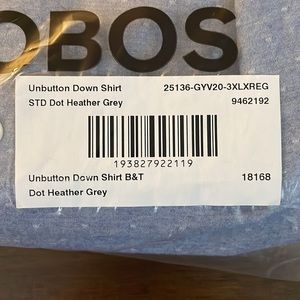 OBOS
Unbutton Down Shirt 25136-GYV20-3XLXREG
STD Dot Heather Grey 9462192
193827922119
Unbutton Down Shirt B&T 18168
Dot Heather Grey